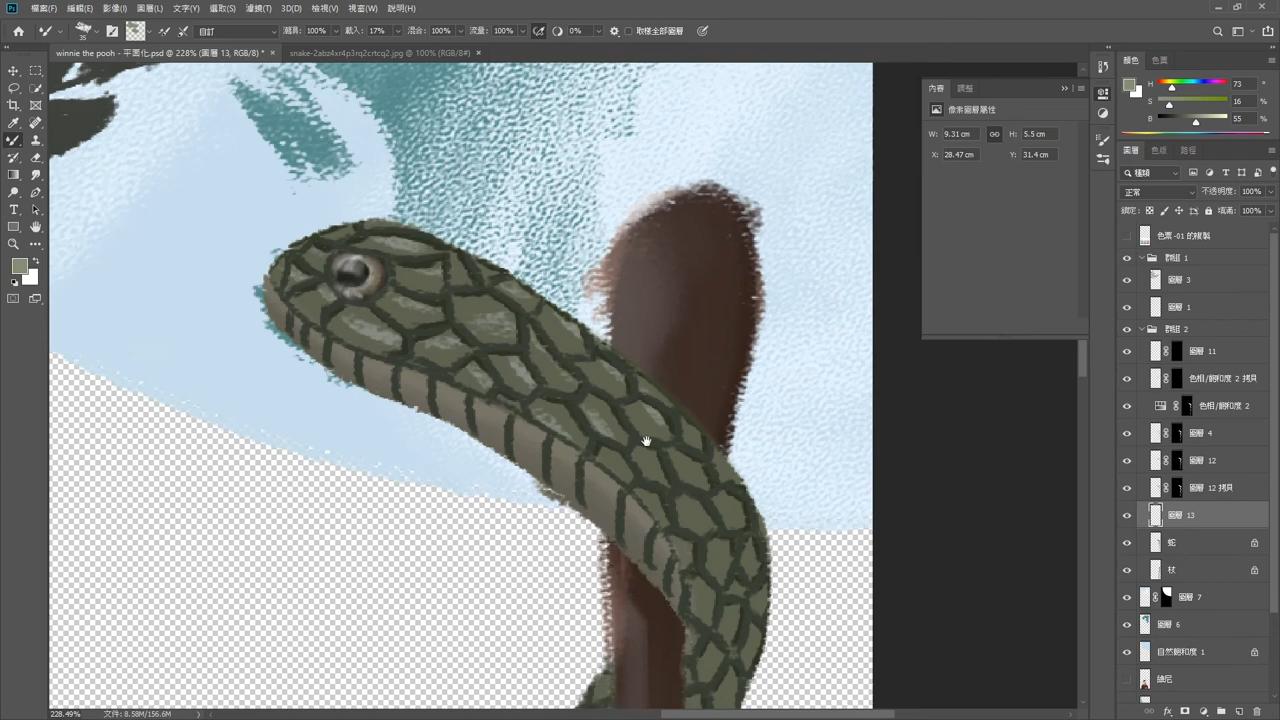 檔案(F) 編輯(E) 影像(I) 圖層(L) 文字(Y) 選取(S) 濾鏡(T) 3D(D) 檢視(V) 視窗(W) 說明(H)
35 自訂 潮濕: 100% 載入: 17% 混合: 100% 流量: 100% 0% 取樣全部圖層
winnie the pooh - 平面化.psd @ 228% (圖層 13, RGB/8) * × snake-2abz4xr4p3rq2crtcq2.jpg @ 100% (RGB/8#) ×
顏色 色票
H 73
S 16 %
B 55 %
內容 調整
像素圖層屬性
W: 9.31 cm H: 5.5 cm
X: 28.47 cm Y: 31.4 cm
圖層 色版 路徑
種類
正常 不透明度: 100%
鎖定: 填滿: 100%
色票 -01 的複製
群組 1
圖層 3
圖層 1
群組 2
圖層 11
色相/飽和度 2 拷貝
色相/飽和度 2
圖層 4
圖層 12
圖層 12 拷貝
圖層 13
蛇
杖
圖層 7
圖層 6
自然飽和度 1
維尼
228.49% 文件: 8.58M/156.6M